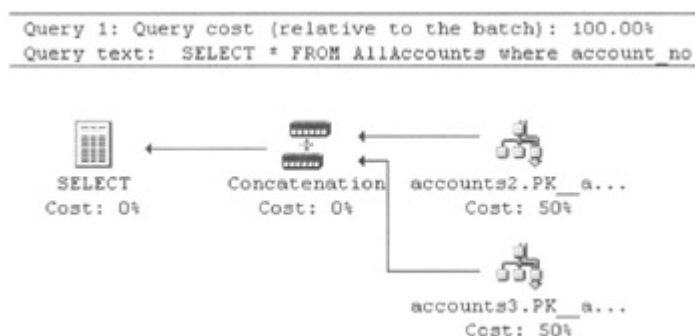 Query 1: Query cost (relative to the batch): 100.00%
Query text: SELECT * FROM AllAccounts where account_no
SELECT
Cost: 0%
Concatenation
Cost: 0%
accounts2.PK__a...
Cost: 50%
accounts3.PK__a...
Cost: 50%